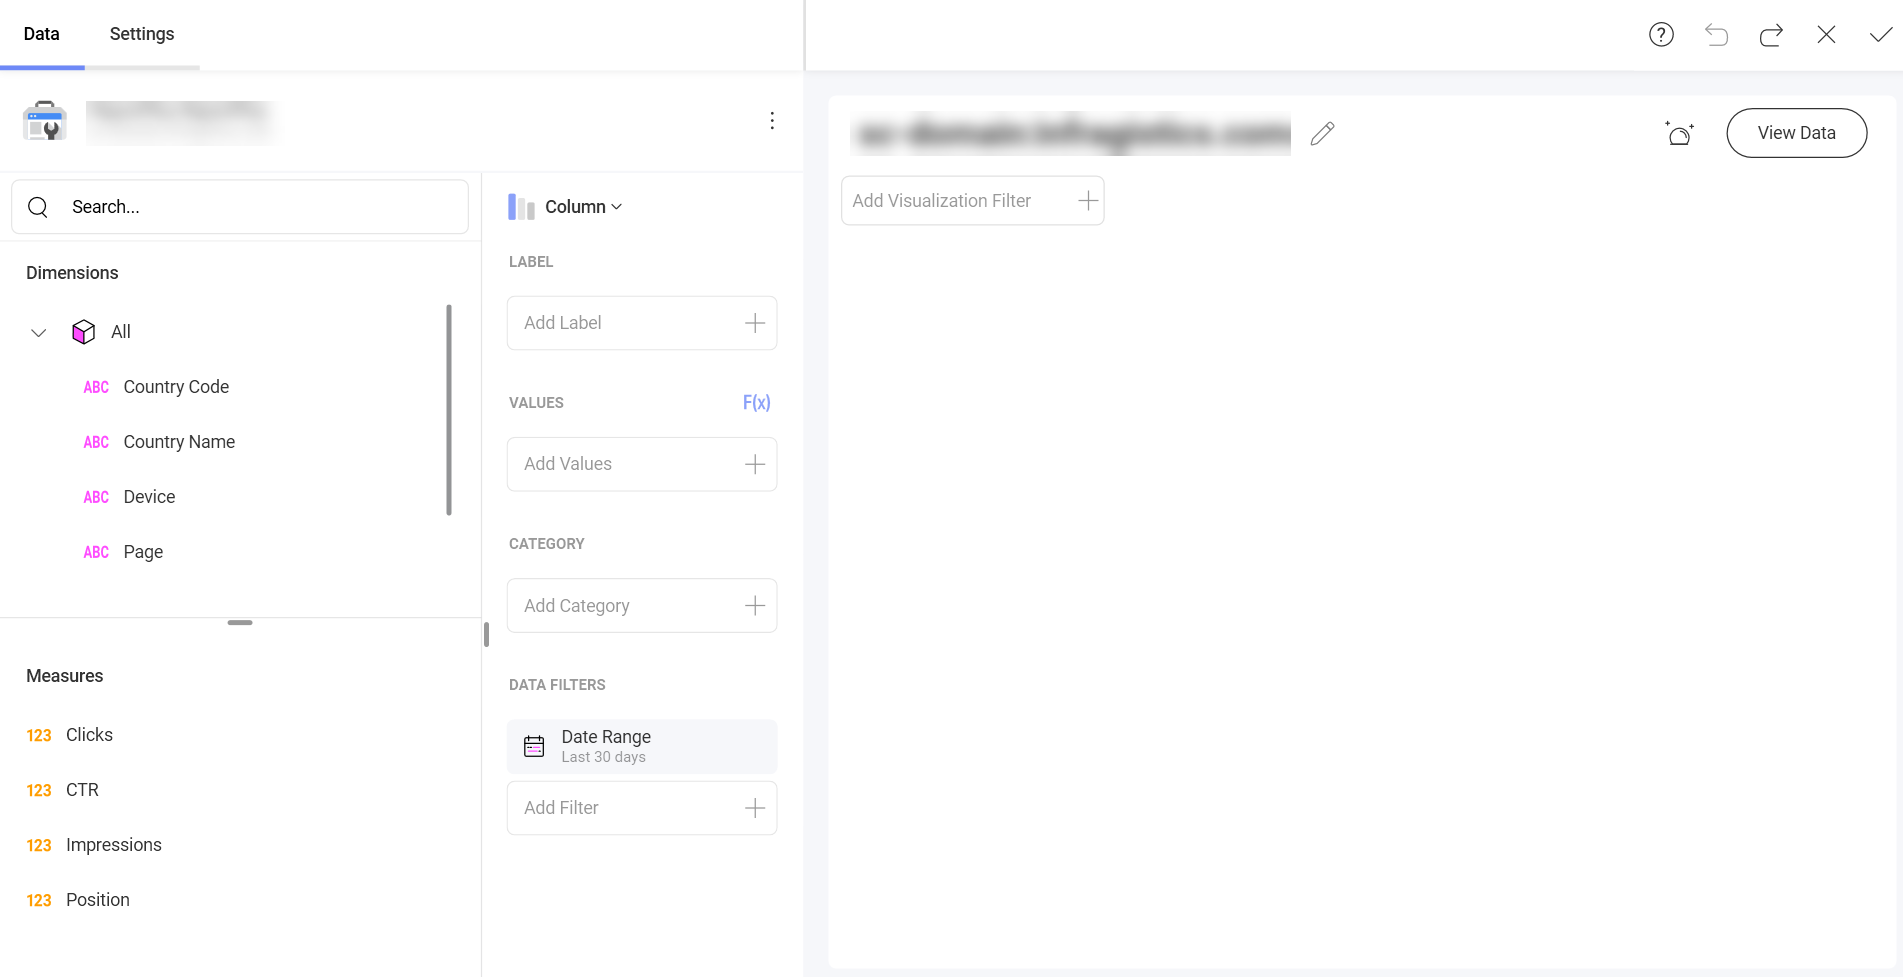 Data
Settings
Search...
Dimensions
All
ABC Country Code
ABC Country Name
ABC Device
ABC Page
Measures
123 Clicks
123 CTR
123 Impressions
123 Position
Column
LABEL
Add Label
VALUES F(x)
Add Values
CATEGORY
Add Category
DATA FILTERS
Date Range
Last 30 days
Add Filter
?
View Data
Add Visualization Filter